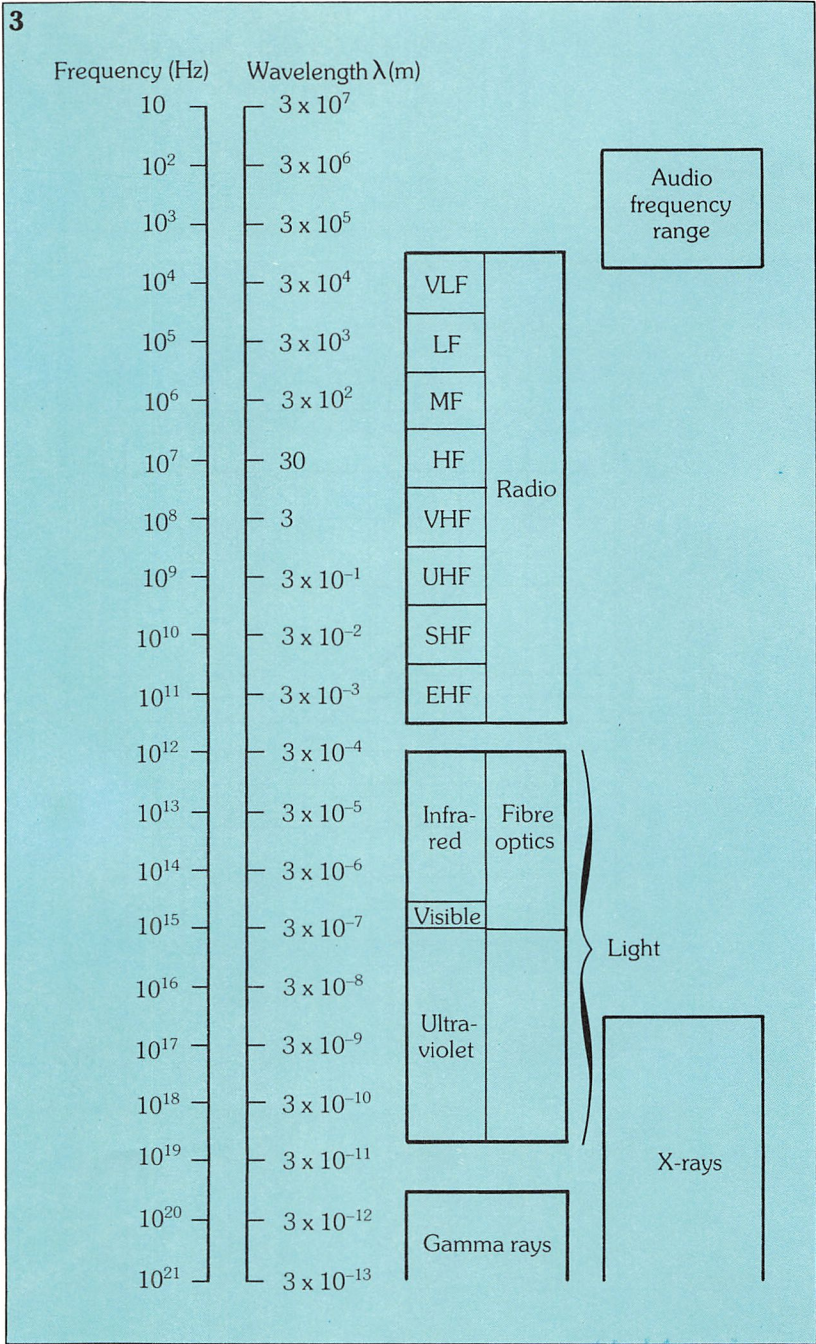 3
Frequency (Hz) Wavelength λ(m)
10 3 x 10⁷
10² 3 x 10⁶
10³ 3 x 10⁵
10⁴ 3 x 10⁴
10⁵ 3 x 10³
10⁶ 3 x 10²
10⁷ 30
10⁸ 3
10⁹ 3 x 10⁻¹
10¹⁰ 3 x 10⁻²
10¹¹ 3 x 10⁻³
10¹² 3 x 10⁻⁴
10¹³ 3 x 10⁻⁵
10¹⁴ 3 x 10⁻⁶
10¹⁵ 3 x 10⁻⁷
10¹⁶ 3 x 10⁻⁸
10¹⁷ 3 x 10⁻⁹
10¹⁸ 3 x 10⁻¹⁰
10¹⁹ 3 x 10⁻¹¹
10²⁰ 3 x 10⁻¹²
10²¹ 3 x 10⁻¹³
Audio
frequency
range
VLF
LF
MF
HF
VHF
UHF
SHF
EHF
Radio
Infra-
red
Fibre
optics
Visible
Ultra-
violet
Light
X-rays
Gamma rays